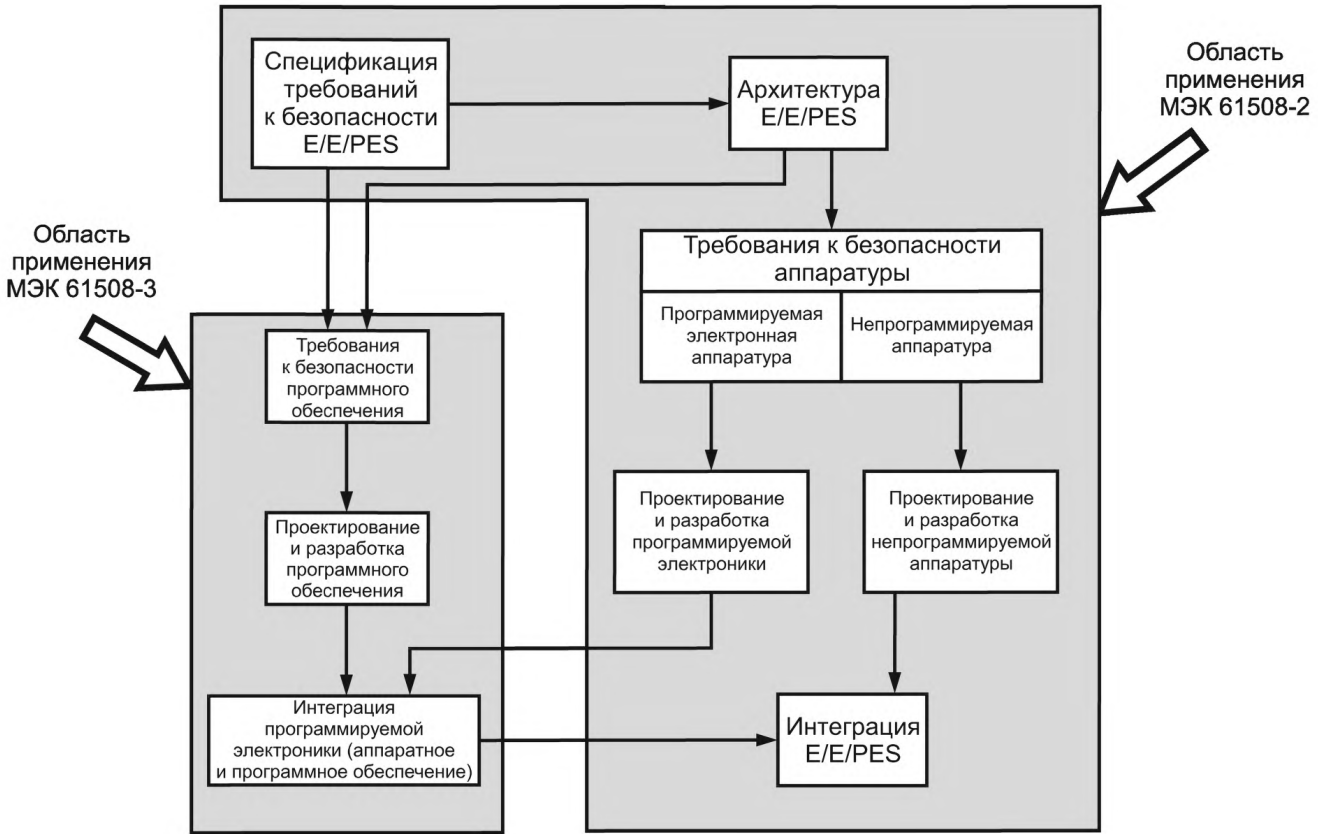 Спецификация
требований
к безопасности
E/E/PES
Архитектура
E/E/PES
Область
применения
МЭК 61508-2
Область
применения
МЭК 61508-3
Требования к безопасности
аппаратуры
Программируемая
электронная
аппаратура
Непрограммируемая
аппаратура
Требования
к безопасности
программного
обеспечения
Проектирование
и разработка
программируемой
электроники
Проектирование
и разработка
непрограммируемой
аппаратуры
Проектирование
и разработка
программного
обеспечения
Интеграция
программируемой
электроники (аппаратное
и программное обеспечение)
Интеграция
E/E/PES